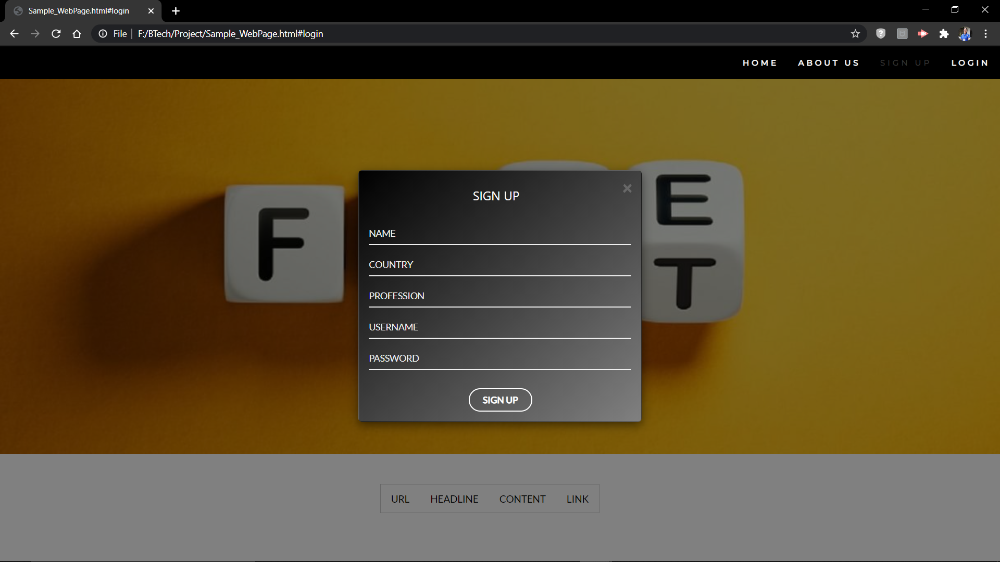 Sample_WebPage.html#login
File F:/BTech/Project/Sample_WebPage.html#login
HOME ABOUT US SIGN UP LOGIN
F
E
T
SIGN UP
NAME
COUNTRY
PROFESSION
USERNAME
PASSWORD
SIGN UP
URL HEADLINE CONTENT LINK